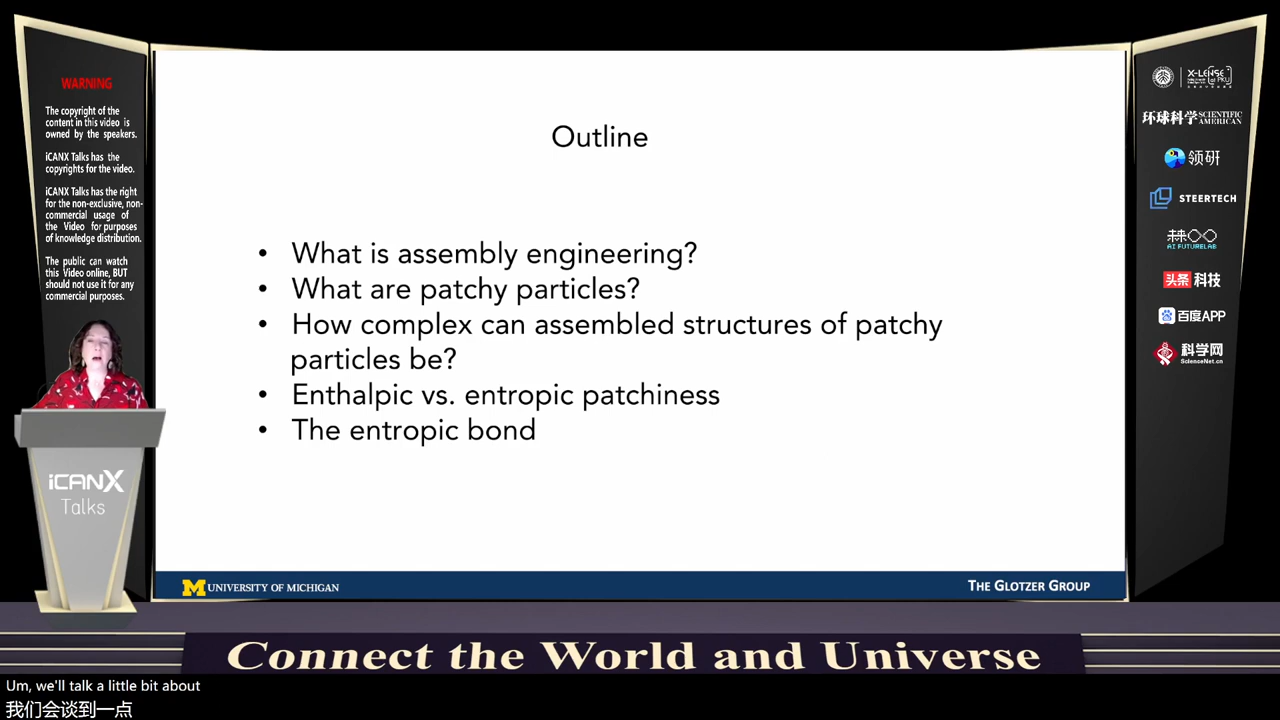 WARNING
The copyright of the
content in this video is
owned by the speakers.
iCANX Talks has the
copyrights for the video.
iCANX Talks has the right
for the non-exclusive, non-
commercial usage of
the Video for purposes
of knowledge distribution.
The public can watch
this Video online, BUT
should not use it for any
commercial purposes.
iCANX
Talks
Outline
• What is assembly engineering?
• What are patchy particles?
• How complex can assembled structures of patchy
particles be?
• Enthalpic vs. entropic patchiness
• The entropic bond
M UNIVERSITY OF MICHIGAN
THE GLOTZER GROUP
X-LENSE
at PKU
环球科学 SCIENTIFIC AMERICAN
领研
STEERTECH
AI FUTURELAB
头条科技
百度APP
科学网
ScienceNet.cn
Connect the World and Universe
Um, we'll talk a little bit about
我们会谈到一点